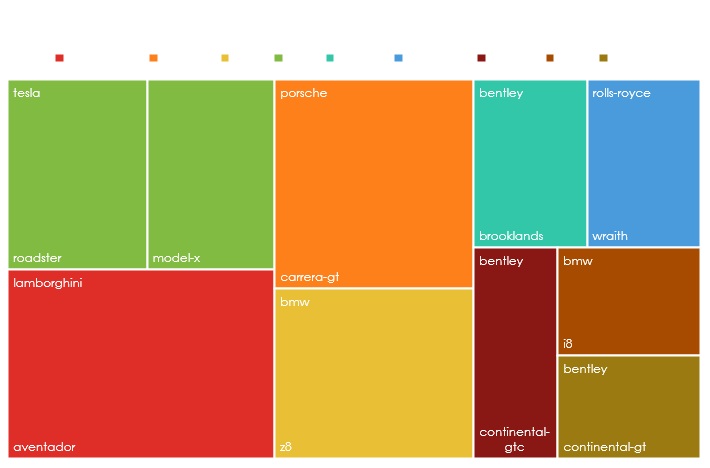 tesla
roadster
model-x
lamborghini
aventador
porsche
carrera-gt
bmw
z8
bentley
brooklands
rolls-royce
wraith
bentley
continental-
gtc
bmw
i8
bentley
continental-gt